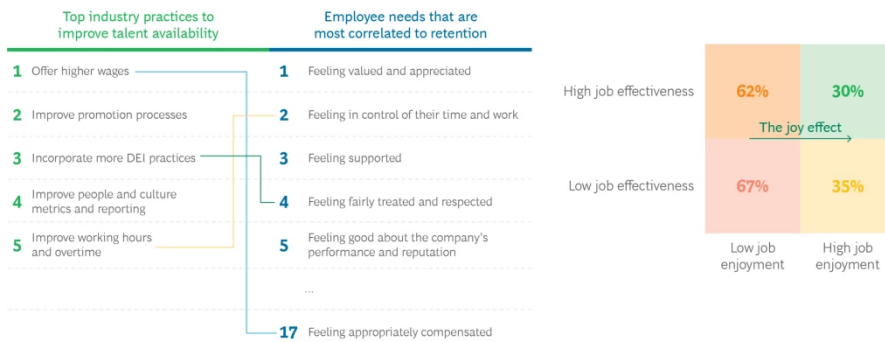 Top industry practices to
improve talent availability
1 Offer higher wages
2 Improve promotion processes
3 Incorporate more DEI practices
4 Improve people and culture
metrics and reporting
5 Improve working hours
and overtime
Employee needs that are
most correlated to retention
1 Feeling valued and appreciated
2 Feeling in control of their time and work
3 Feeling supported
4 Feeling fairly treated and respected
5 Feeling good about the company's
performance and reputation
...
17 Feeling appropriately compensated
High job effectiveness
62%
30%
The joy effect
Low job effectiveness
67%
35%
Low job
enjoyment
High job
enjoyment